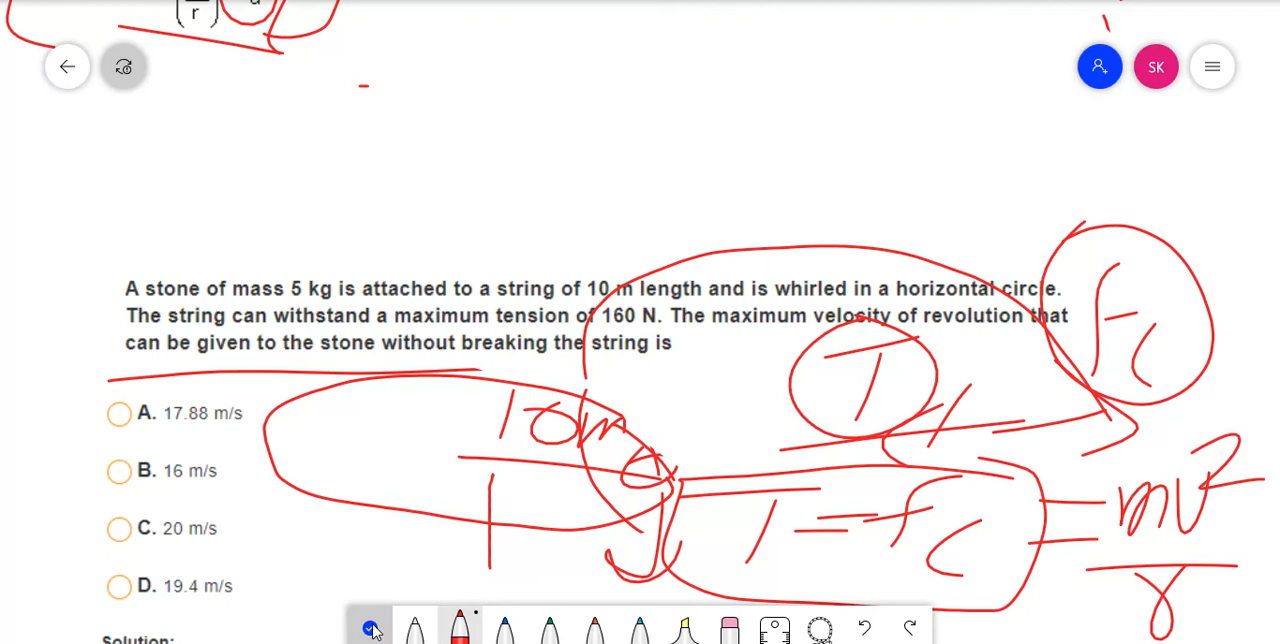 r
SK
A stone of mass 5 kg is attached to a string of 10 m length and is whirled in a horizontal circle.
The string can withstand a maximum tension of 160 N. The maximum velocity of revolution that
can be given to the stone without breaking the string is
Fc
T
A. 17.88 m/s
10m
B. 16 m/s
T = Fc = mv²
r
C. 20 m/s
D. 19.4 m/s
Solution: